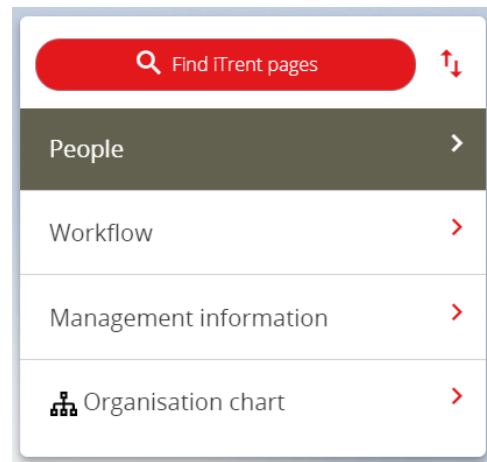 Find iTrent pages
People
Workflow
Management information
Organisation chart